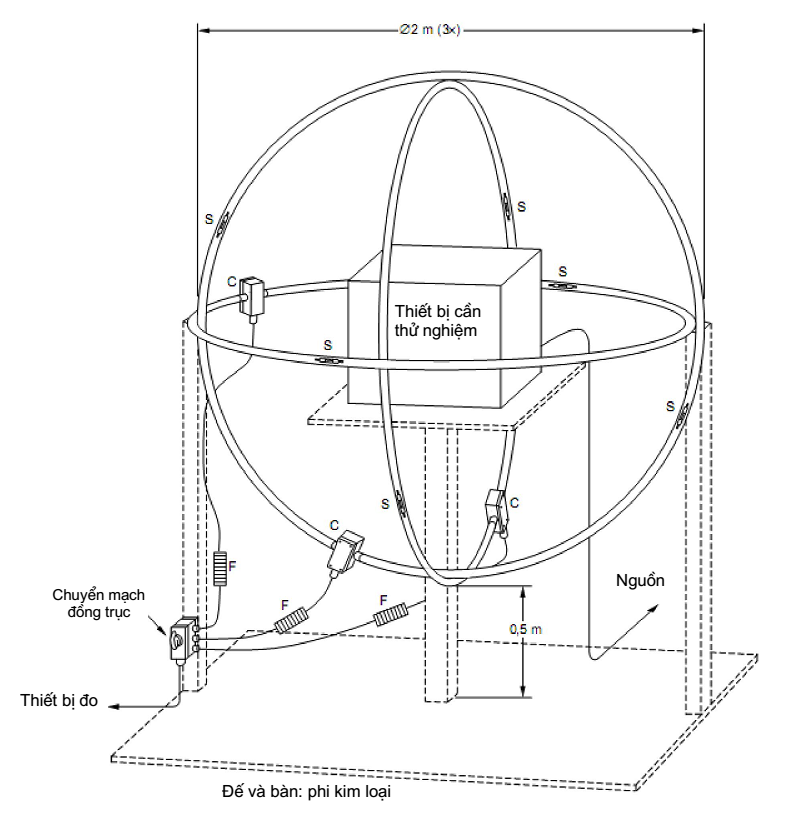 ∅2 m (3×)
S
S
C
S
Thiết bị cần
thử nghiệm
S
S
S
C
C
F
Chuyển mạch
đồng trục
F
F
Nguồn
0,5 m
Thiết bị đo
Đế và bàn: phi kim loại